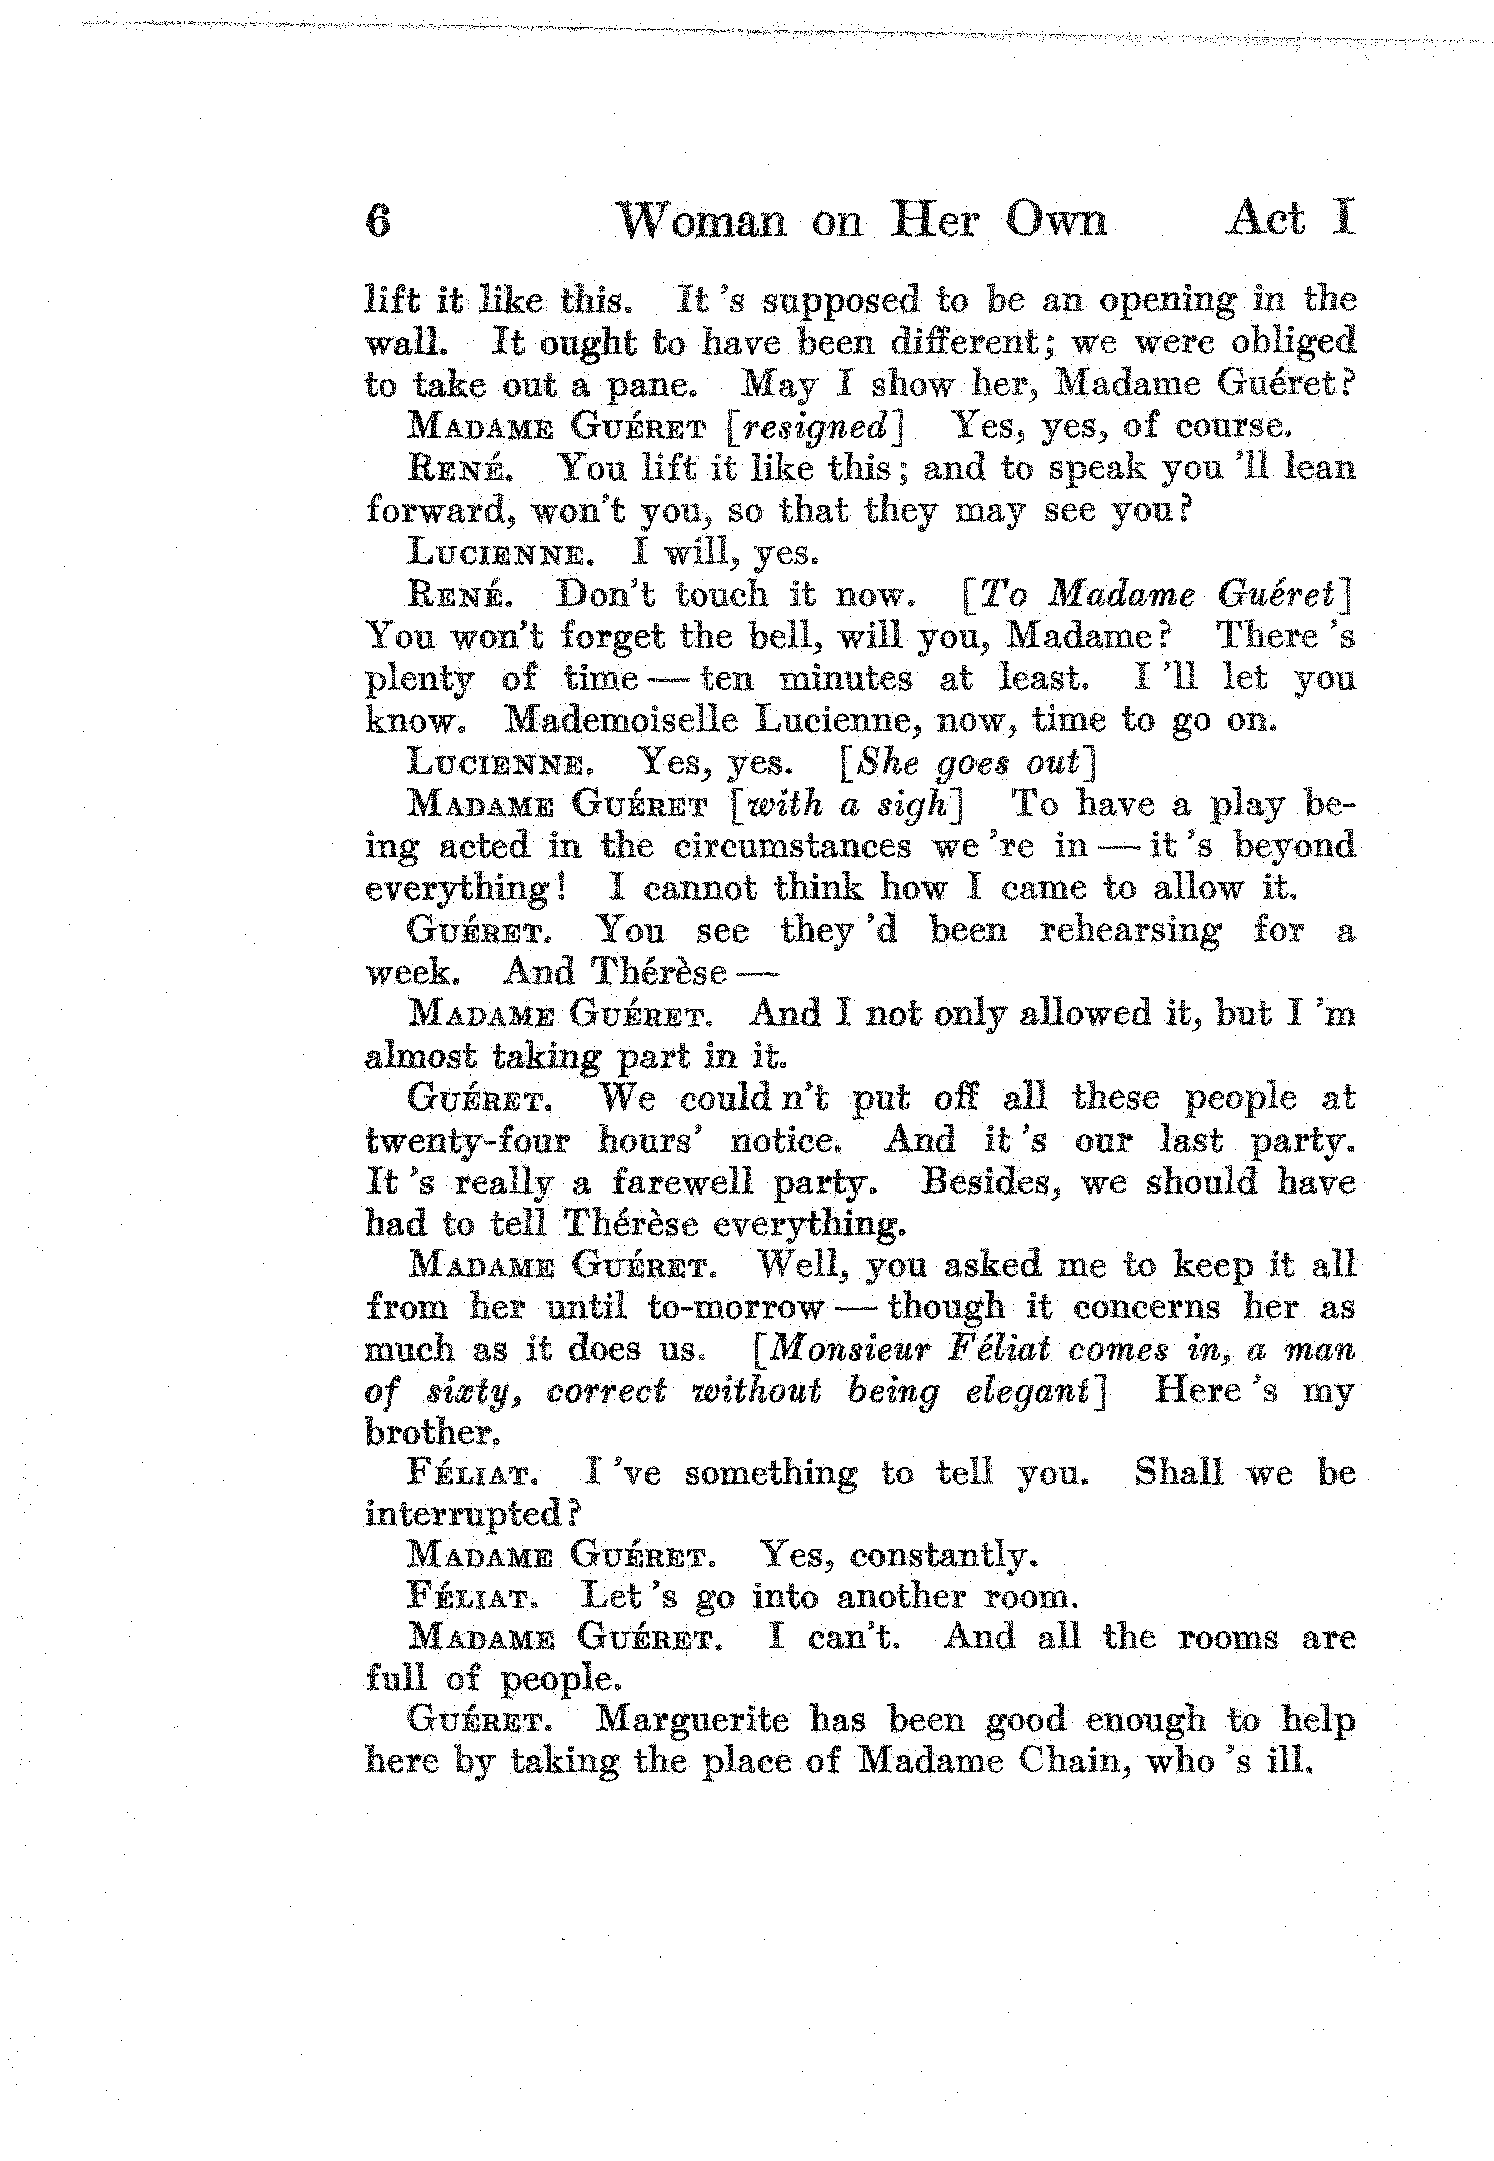 6 Woman on Her Own Act I
lift it like this. It 's supposed to be an opening in the
wall. It ought to have been different; we were obliged
to take out a pane. May I show her, Madame Guéret?
MADAME GUÉRET [resigned] Yes, yes, of course.
RENÉ. You lift it like this; and to speak you 'll lean
forward, won't you, so that they may see you?
LUCIENNE. I will, yes.
RENÉ. Don't touch it now. [To Madame Guéret]
You won't forget the bell, will you, Madame? There 's
plenty of time — ten minutes at least. I 'll let you
know. Mademoiselle Lucienne, now, time to go on.
LUCIENNE. Yes, yes. [She goes out]
MADAME GUÉRET [with a sigh] To have a play be-
ing acted in the circumstances we 're in — it 's beyond
everything! I cannot think how I came to allow it.
GUÉRET. You see they 'd been rehearsing for a
week. And Thérèse —
MADAME GUÉRET. And I not only allowed it, but I 'm
almost taking part in it.
GUÉRET. We could n't put off all these people at
twenty-four hours' notice. And it 's our last party.
It 's really a farewell party. Besides, we should have
had to tell Thérèse everything.
MADAME GUÉRET. Well, you asked me to keep it all
from her until to-morrow — though it concerns her as
much as it does us. [Monsieur Féliat comes in, a man
of sixty, correct without being elegant] Here 's my
brother.
FÉLIAT. I 've something to tell you. Shall we be
interrupted?
MADAME GUÉRET. Yes, constantly.
FÉLIAT. Let 's go into another room.
MADAME GUÉRET. I can't. And all the rooms are
full of people.
GUÉRET. Marguerite has been good enough to help
here by taking the place of Madame Chain, who 's ill.